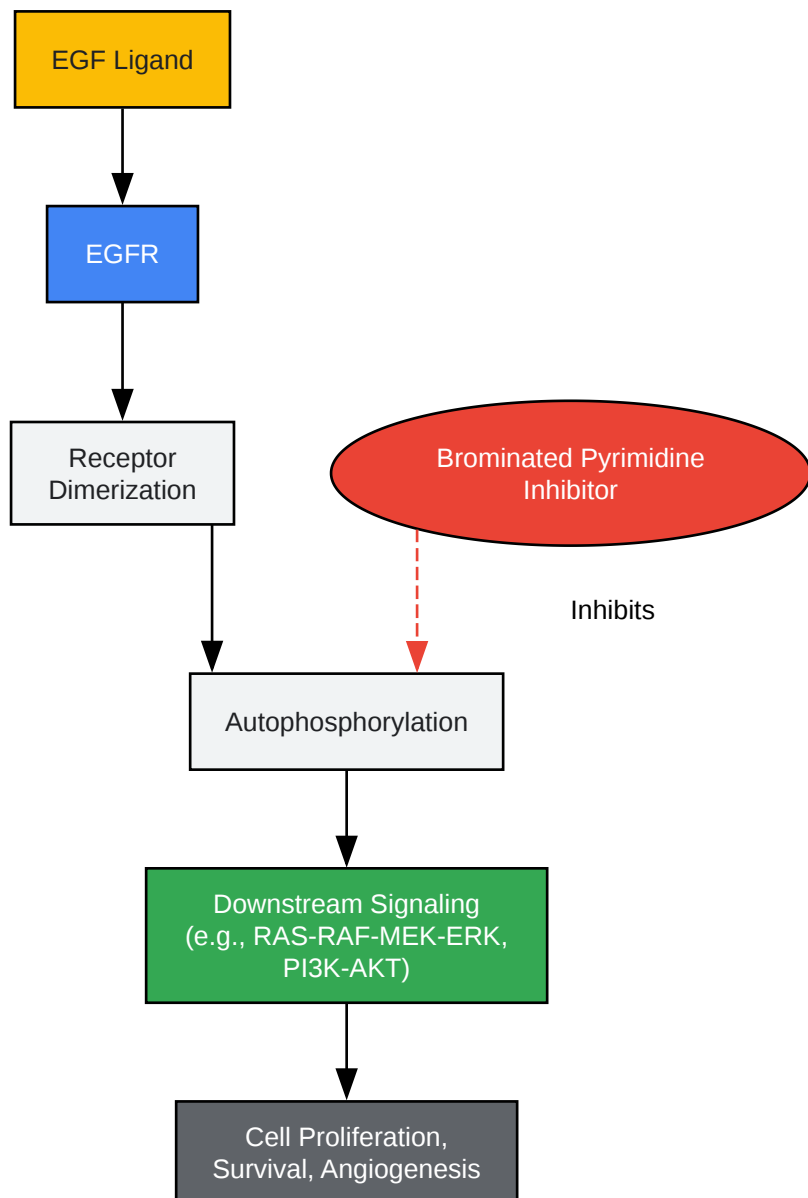 EGF Ligand
EGFR
Receptor
Dimerization
Brominated Pyrimidine
Inhibitor
Inhibits
Autophosphorylation
Downstream Signaling
(e.g., RAS-RAF-MEK-ERK,
PI3K-AKT)
Cell Proliferation,
Survival, Angiogenesis